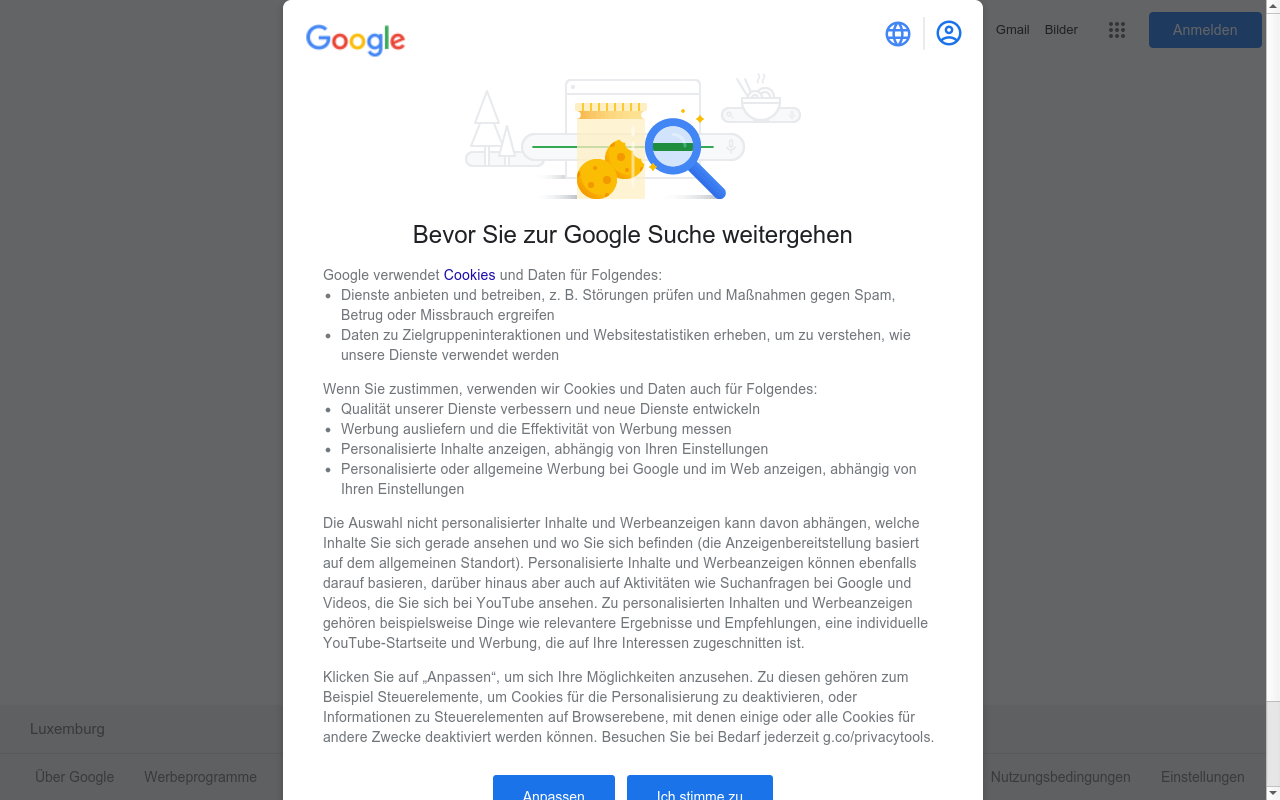 Google
Gmail
Bilder
Anmelden
Bevor Sie zur Google Suche weitergehen
Google verwendet Cookies und Daten für Folgendes:
Dienste anbieten und betreiben, z. B. Störungen prüfen und Maßnahmen gegen Spam,
Betrug oder Missbrauch ergreifen
Daten zu Zielgruppeninteraktionen und Websitestatistiken erheben, um zu verstehen, wie
unsere Dienste verwendet werden
Wenn Sie zustimmen, verwenden wir Cookies und Daten auch für Folgendes:
Qualität unserer Dienste verbessern und neue Dienste entwickeln
Werbung ausliefern und die Effektivität von Werbung messen
Personalisierte Inhalte anzeigen, abhängig von Ihren Einstellungen
Personalisierte oder allgemeine Werbung bei Google und im Web anzeigen, abhängig von
Ihren Einstellungen
Die Auswahl nicht personalisierter Inhalte und Werbeanzeigen kann davon abhängen, welche
Inhalte Sie sich gerade ansehen und wo Sie sich befinden (die Anzeigenbereitstellung basiert
auf dem allgemeinen Standort). Personalisierte Inhalte und Werbeanzeigen können ebenfalls
darauf basieren, darüber hinaus aber auch auf Aktivitäten wie Suchanfragen bei Google und
Videos, die Sie sich bei YouTube ansehen. Zu personalisierten Inhalten und Werbeanzeigen
gehören beispielsweise Dinge wie relevantere Ergebnisse und Empfehlungen, eine individuelle
YouTube-Startseite und Werbung, die auf Ihre Interessen zugeschnitten ist.
Klicken Sie auf „Anpassen“, um sich Ihre Möglichkeiten anzusehen. Zu diesen gehören zum
Beispiel Steuerelemente, um Cookies für die Personalisierung zu deaktivieren, oder
Informationen zu Steuerelementen auf Browserebene, mit denen einige oder alle Cookies für
andere Zwecke deaktiviert werden können. Besuchen Sie bei Bedarf jederzeit g.co/privacytools.
Anpassen
Ich stimme zu
Luxemburg
Über Google
Werbeprogramme
Nutzungsbedingungen
Einstellungen